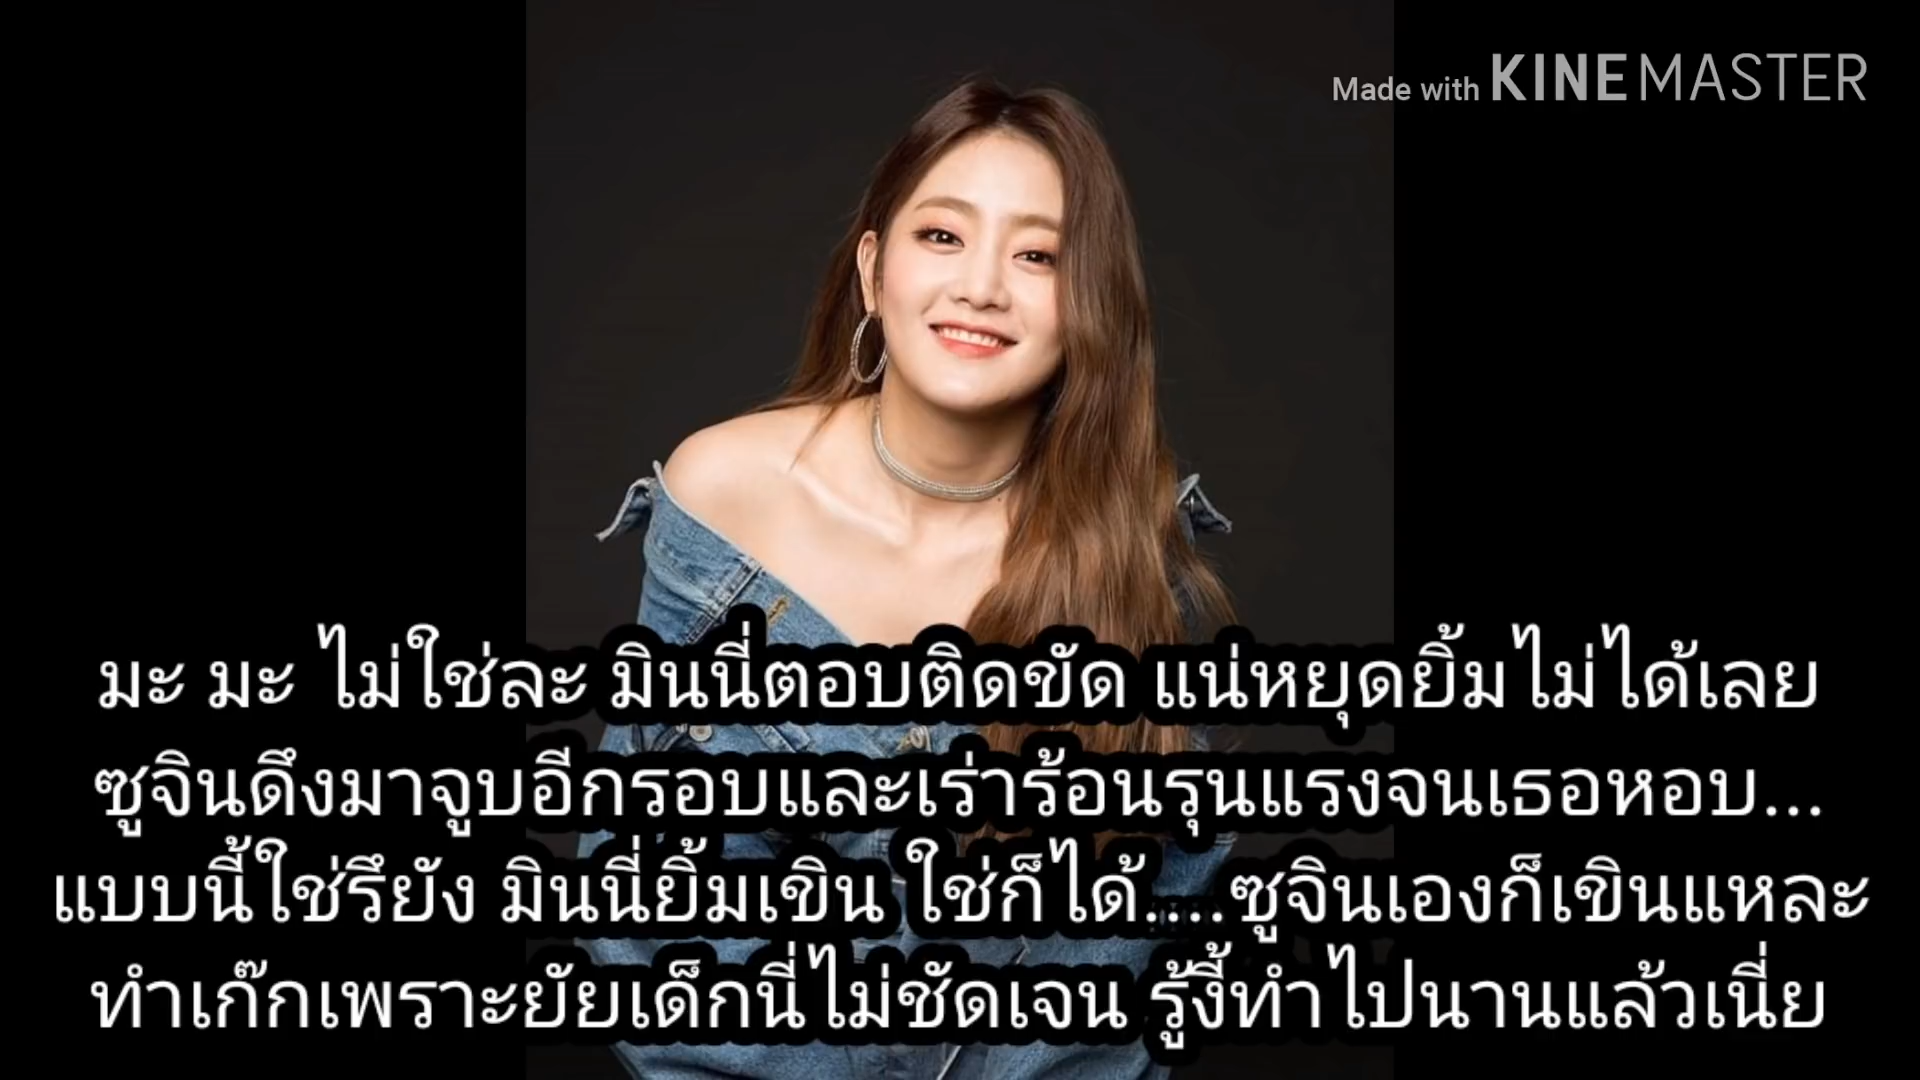 Made with KINEMASTER
มะ มะ ไม่ใช่ละ มินนี่ตอบติดขัด แน่หยุดยิ้มไม่ได้เลย
ซูจินดึงมาจูบอีกรอบและเร่าร้อนรุนแรงจนเธอหอบ...
แบบนี้ใช่รึยัง มินนี่ยิ้มเขิน ใช่ก็ได้....ซูจินเองก็เขินแหละ
ทำเก๊กเพราะยัยเด็กนี่ไม่ชัดเจน รู้งี้ทำไปนานแล้วเนี่ย